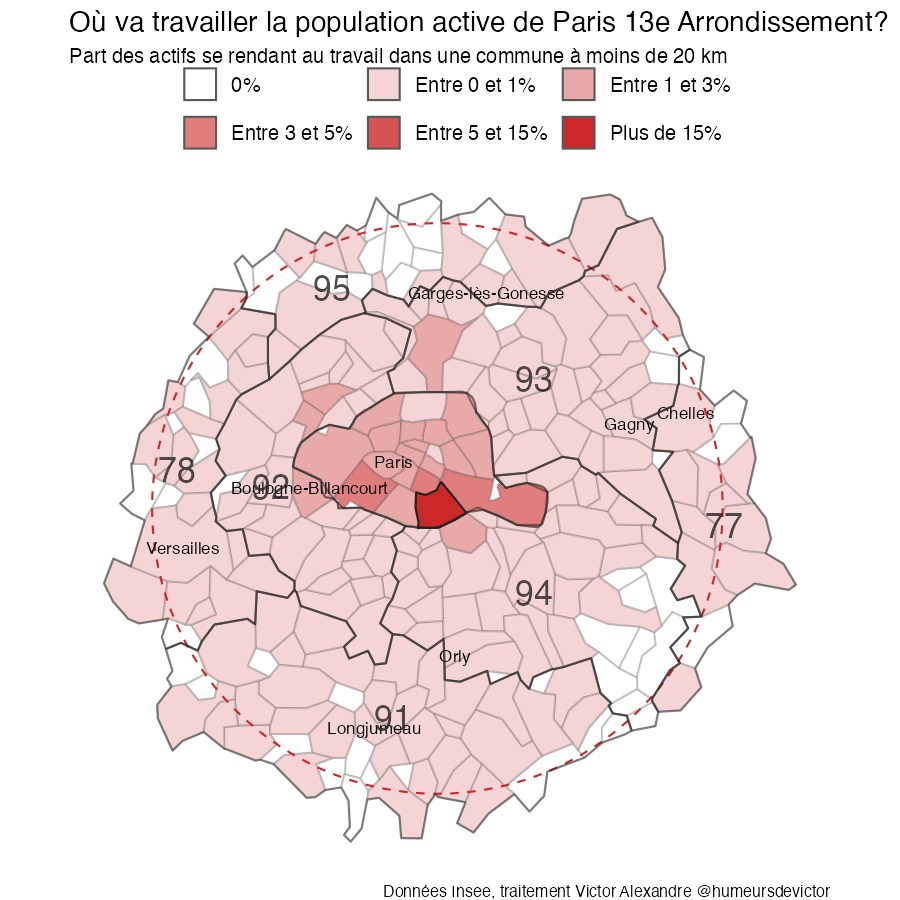 Où va travailler la population active de Paris 13e Arrondissement?
Part des actifs se rendant au travail dans une commune à moins de 20 km
0% Entre 0 et 1% Entre 1 et 3%
Entre 3 et 5% Entre 5 et 15% Plus de 15%
95
Garges-lès-Gonesse
93
Chelles
Gagny
Paris
78
92
Boulogne-Billancourt
77
Versailles
94
Orly
91
Longjumeau
Données Insee, traitement Victor Alexandre @humeursdevictor